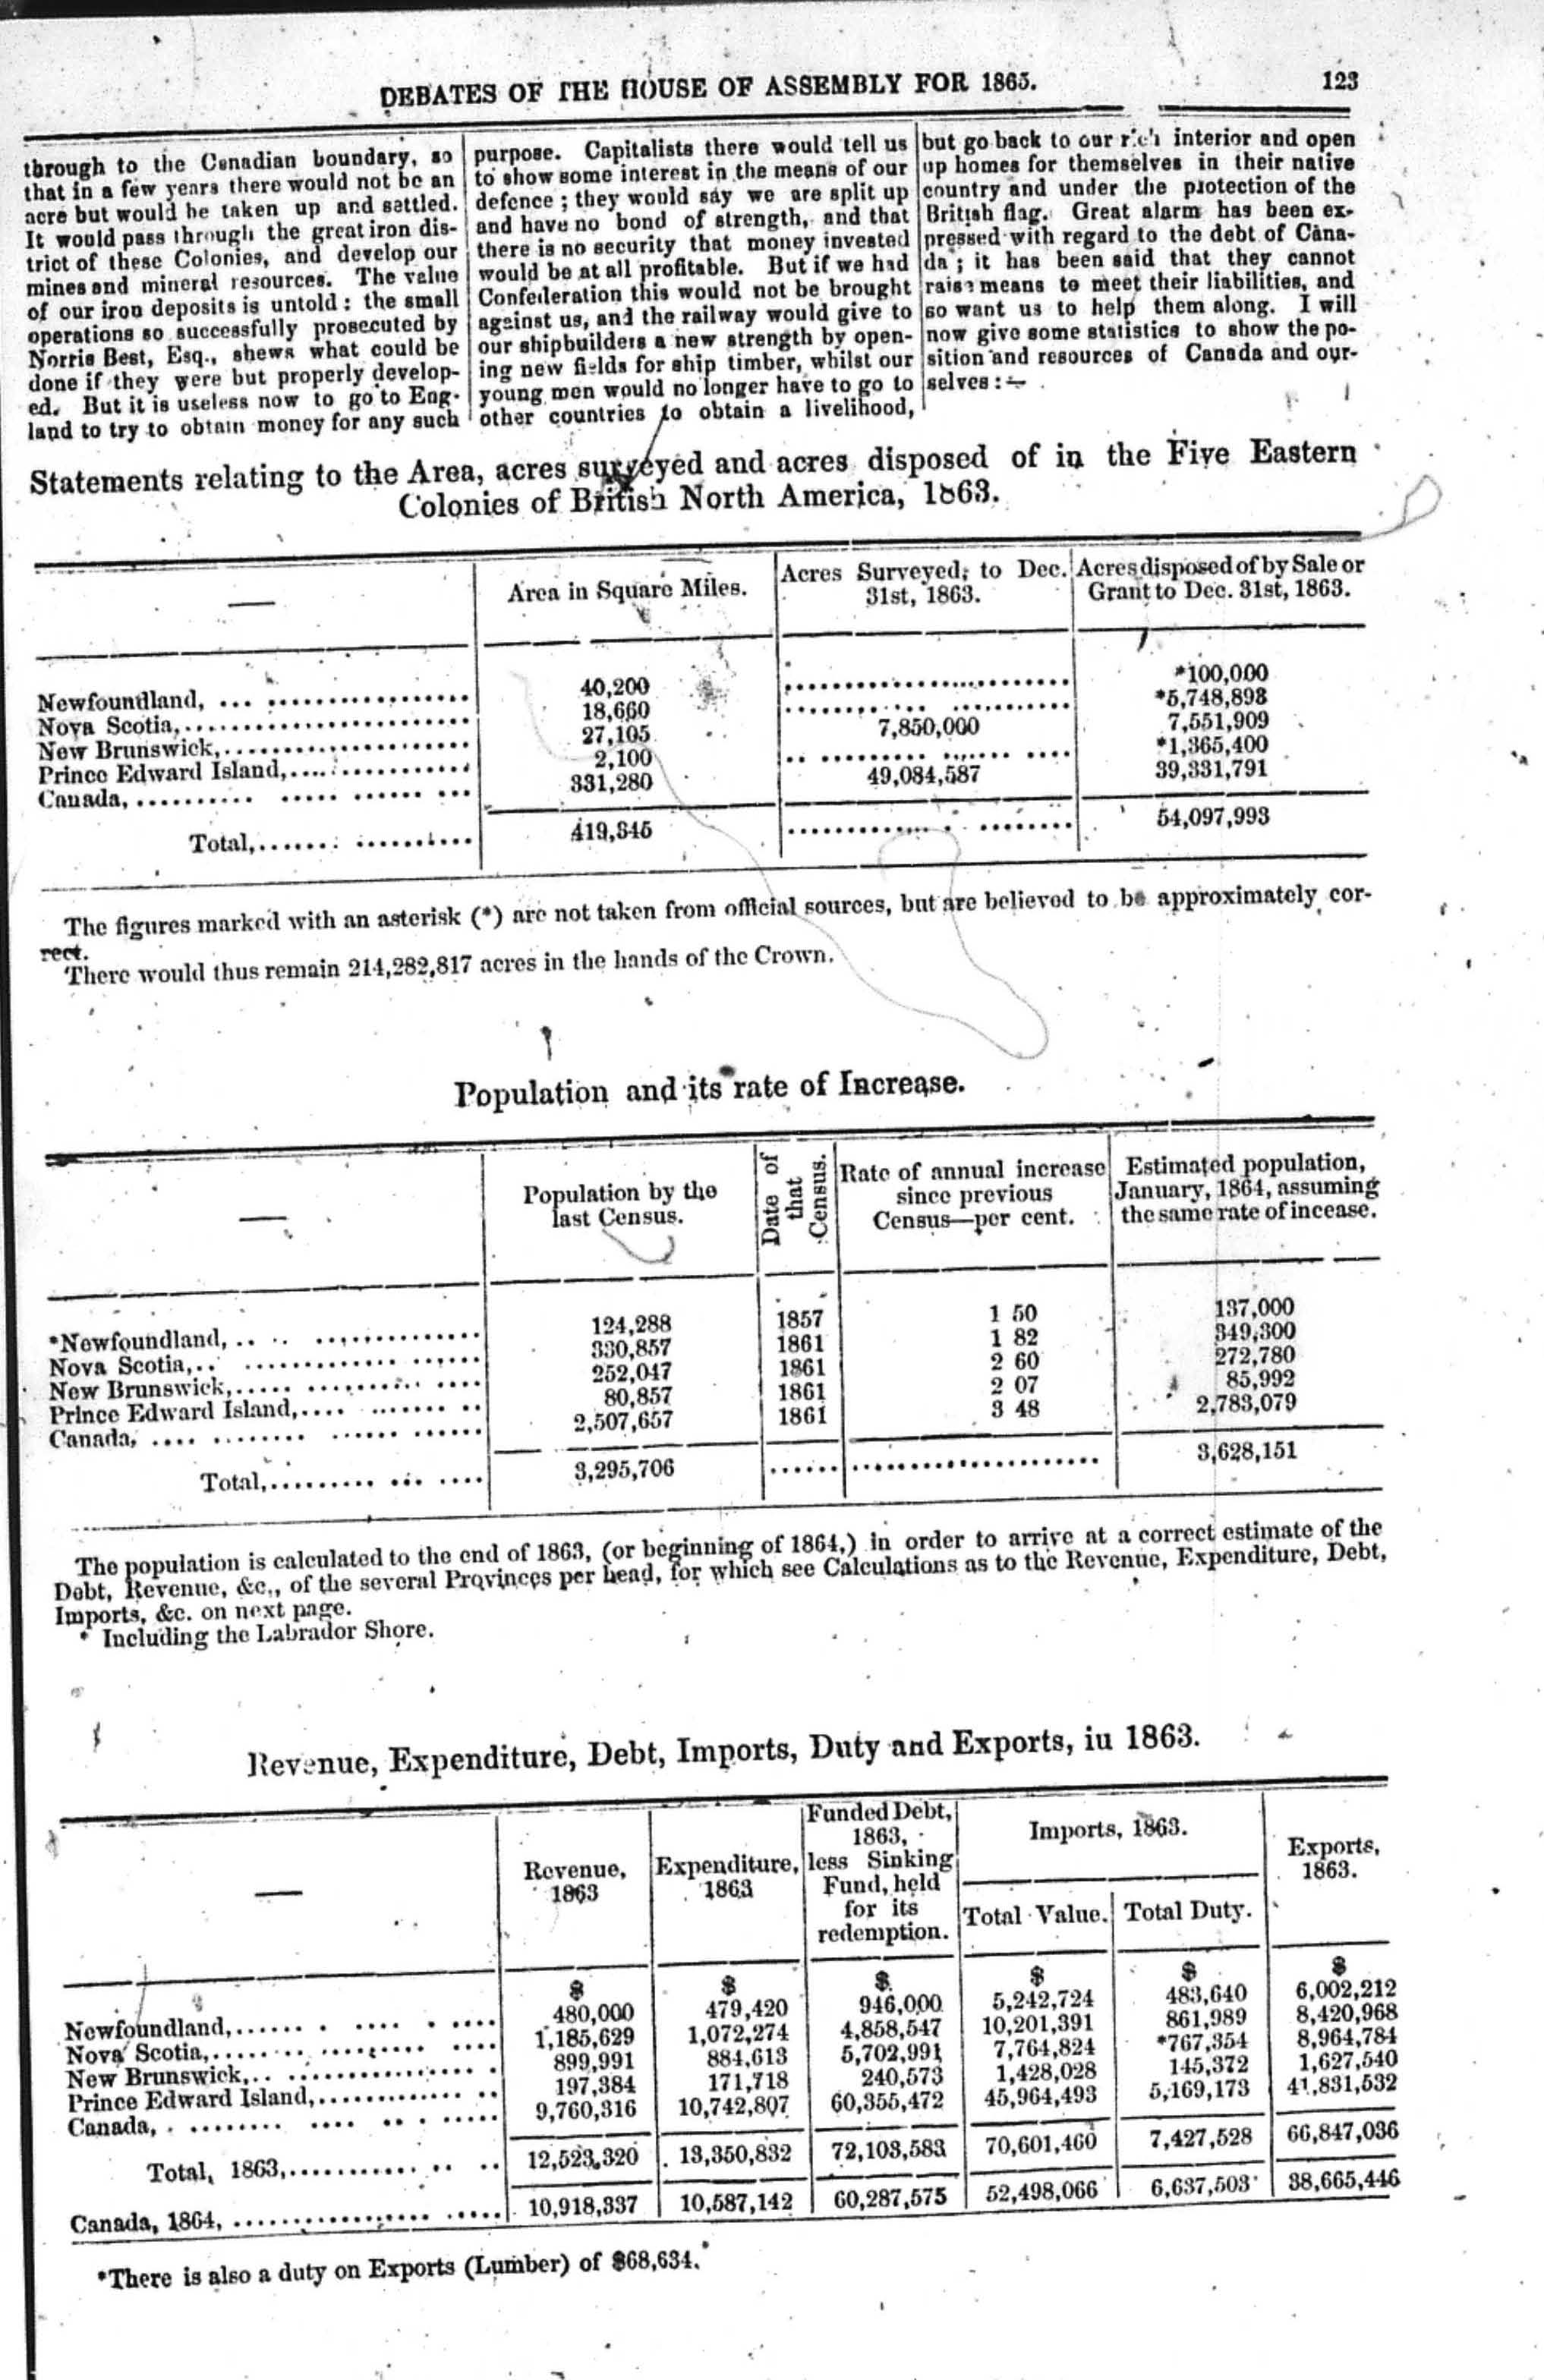 DEBATES OF THE HOUSE OF ASSEMBLY FOR 1865.
123
through to the Canadian boundary, so
that in a few years there would not be an
acre but would be taken up and settled.
It would pass through the great iron dis-
trict of these Colonies, and develop our
mines and mineral resources. The value
of our iron deposits is untold: the small
operations so successfully prosecuted by
Norris Best, Esq., shews what could be
done if they were but properly develop-
ed. But it is useless now to go to Eng-
land to try to obtain money for any such
purpose. Capitalists there would tell us
to show some interest in the means of our
defence; they would say we are split up
and have no bond of strength, and that
there is no security that money invested
would be at all profitable. But if we had
Confederation this would not be brought
against us, and the railway would give to
our shipbuilders a new strength by open-
ing new fields for ship timber, whilst our
young men would no longer have to go to
other countries to obtain a livelihood,
but go back to our rich interior and open
up homes for themselves in their native
country and under the protection of the
British flag. Great alarm has been ex-
pressed with regard to the debt of Cana-
da; it has been said that they cannot
raise means to meet their liabilities, and
so want us to help them along. I will
now give some statistics to show the po-
sition and resources of Canada and our-
selves:—
Statements relating to the Area, acres surveyed and acres disposed of in the Five Eastern
Colonies of British North America, 1863.
— Area in Square Miles. Acres Surveyed, to Dec. 31st, 1863. Acres disposed of by Sale or Grant to Dec. 31st, 1863.
Newfoundland, ... 40,200 ... *100,000
Nova Scotia, ... 18,660 ... *5,748,893
New Brunswick, ... 27,105 7,850,000 7,551,909
Prince Edward Island, ... 2,100 ... *1,365,400
Canada, ... 331,280 49,084,587 39,331,791
Total, ... 419,345 ... 54,097,993
The figures marked with an asterisk (*) are not taken from official sources, but are believed to be approximately cor-
rect.
There would thus remain 214,282,817 acres in the hands of the Crown.
Population and its rate of Increase.
— Population by the last Census. Date of that Census. Rate of annual increase since previous Census—per cent. Estimated population, January, 1864, assuming the same rate of incease.
*Newfoundland, ... 124,288 1857 1 50 137,000
Nova Scotia, ... 330,857 1861 1 82 349,300
New Brunswick, ... 252,047 1861 2 60 272,780
Prince Edward Island, ... 80,857 1861 2 07 85,992
Canada, ... 2,507,657 1861 3 48 2,783,079
Total, ... 3,295,706 ... ... 3,628,151
The population is calculated to the end of 1863, (or beginning of 1864,) in order to arrive at a correct estimate of the
Debt, Revenue, &c., of the several Provinces per head, for which see Calculations as to the Revenue, Expenditure, Debt,
Imports, &c. on next page.
* Including the Labrador Shore.
Revenue, Expenditure, Debt, Imports, Duty and Exports, in 1863.
— Revenue, 1863 Expenditure, 1863 Funded Debt, 1863, less Sinking Fund, held for its redemption. Imports, 1863. Total Value. Total Duty. Exports, 1863.
$ $ $ $ $ $
Newfoundland, ... 480,000 479,420 946,000 5,242,724 483,640 6,002,212
Nova Scotia, ... 1,185,629 1,072,274 4,858,547 10,201,391 861,989 8,420,968
New Brunswick, ... 899,991 884,613 5,702,991 7,764,824 *767,354 8,964,784
Prince Edward Island, ... 197,384 171,718 240,573 1,428,028 145,372 1,627,540
Canada, ... 9,760,316 10,742,807 60,355,472 45,964,493 5,169,173 41,831,532
Total, 1863, ... 12,523,320 13,350,832 72,103,583 70,601,460 7,427,528 66,847,036
Canada, 1864, ... 10,918,337 10,587,142 60,287,575 52,498,066 6,637,503 38,665,446
*There is also a duty on Exports (Lumber) of $68,634.